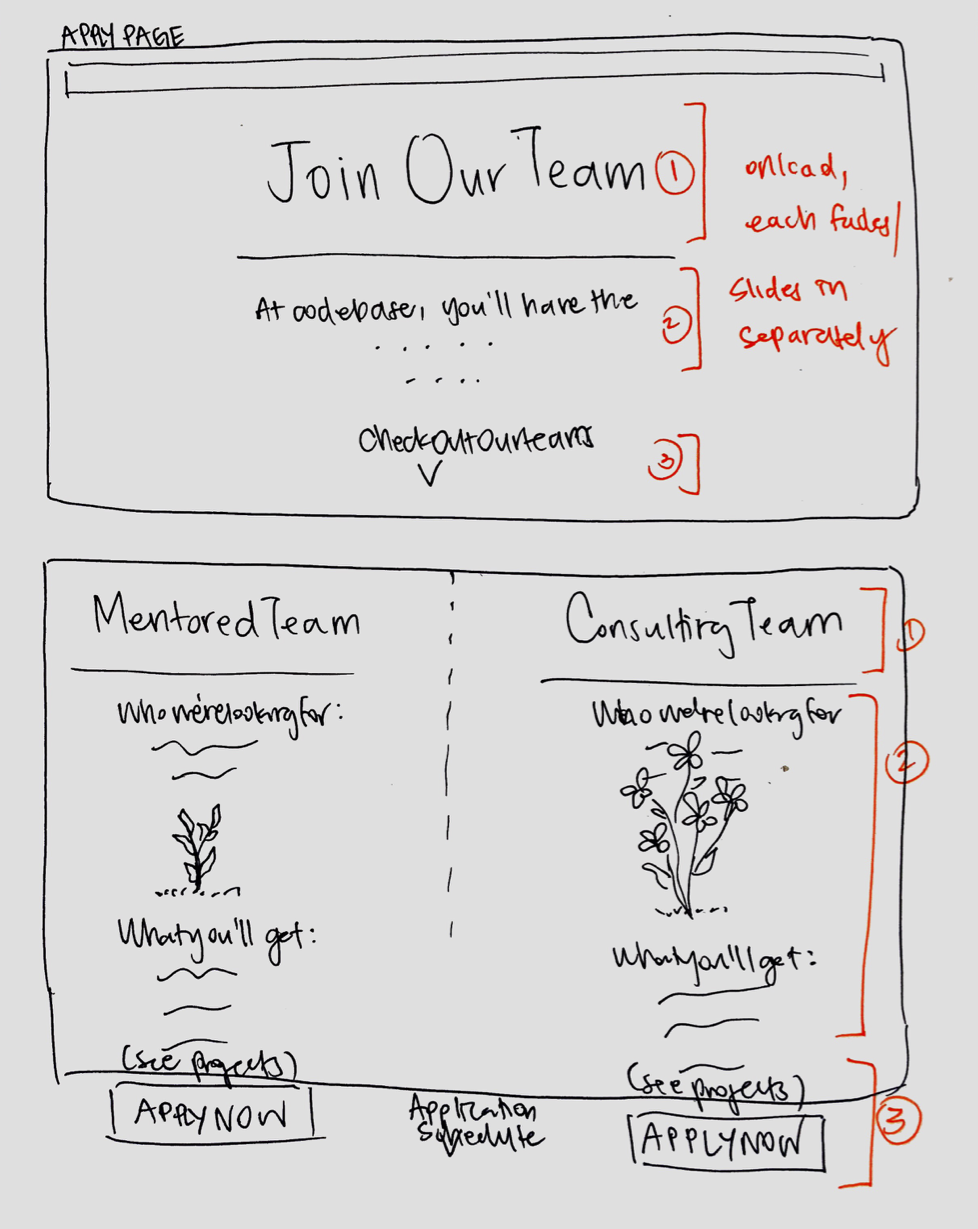 APPLY PAGE
Join Our Team
1
onload,
each fades/
slides in
separately
At codebase, you'll have the
2
Check out our teams
3
Mentored Team
Consulting Team
1
Who we're looking for:
Who we're looking for
2
What you'll get:
What you'll get:
(see projects)
(see projects)
APPLY NOW
Application
APPLY NOW
3